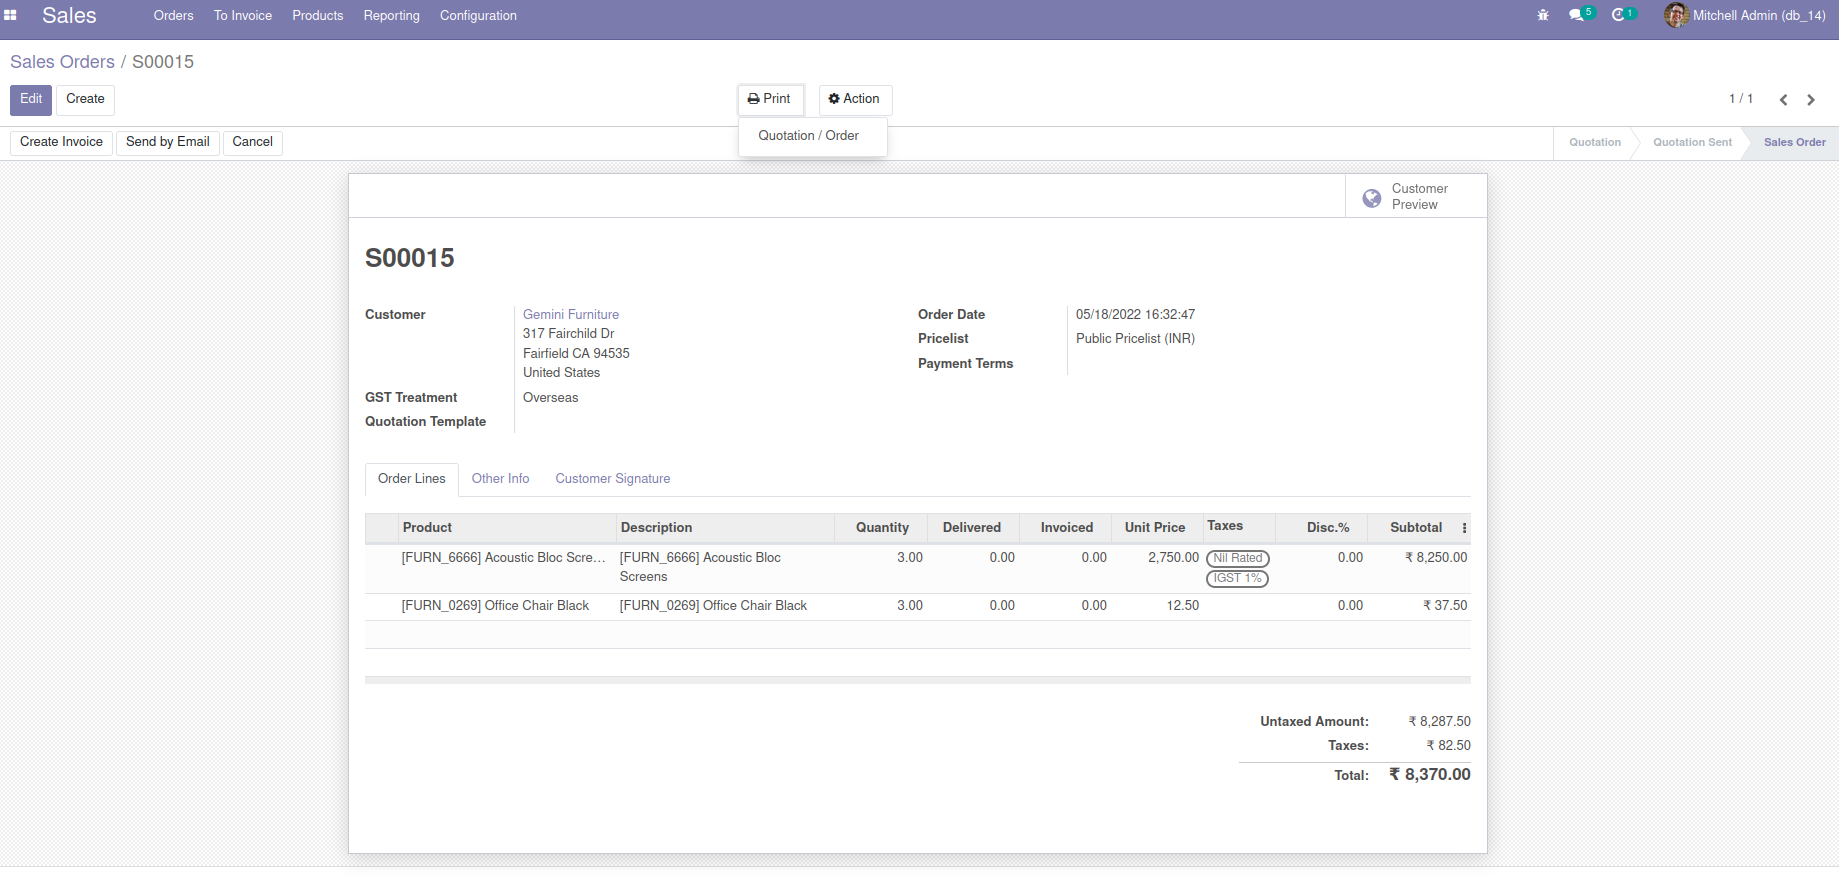 Sales Orders To Invoice Products Reporting Configuration 5 1 Mitchell Admin (db_14)
Sales Orders / S00015
Edit Create Print Action 1 / 1
Quotation / Order
Create Invoice Send by Email Cancel Quotation Quotation Sent Sales Order
Customer
Preview
S00015
Customer Gemini Furniture
317 Fairchild Dr
Fairfield CA 94535
United States
GST Treatment Overseas
Quotation Template
Order Date 05/18/2022 16:32:47
Pricelist Public Pricelist (INR)
Payment Terms
Order Lines Other Info Customer Signature
Product Description Quantity Delivered Invoiced Unit Price Taxes Disc.% Subtotal
[FURN_6666] Acoustic Bloc Scre... [FURN_6666] Acoustic Bloc 3.00 0.00 0.00 2,750.00 Nil Rated 0.00 ₹ 8,250.00
Screens IGST 1%
[FURN_0269] Office Chair Black [FURN_0269] Office Chair Black 3.00 0.00 0.00 12.50 0.00 ₹ 37.50
Untaxed Amount: ₹ 8,287.50
Taxes: ₹ 82.50
Total: ₹ 8,370.00